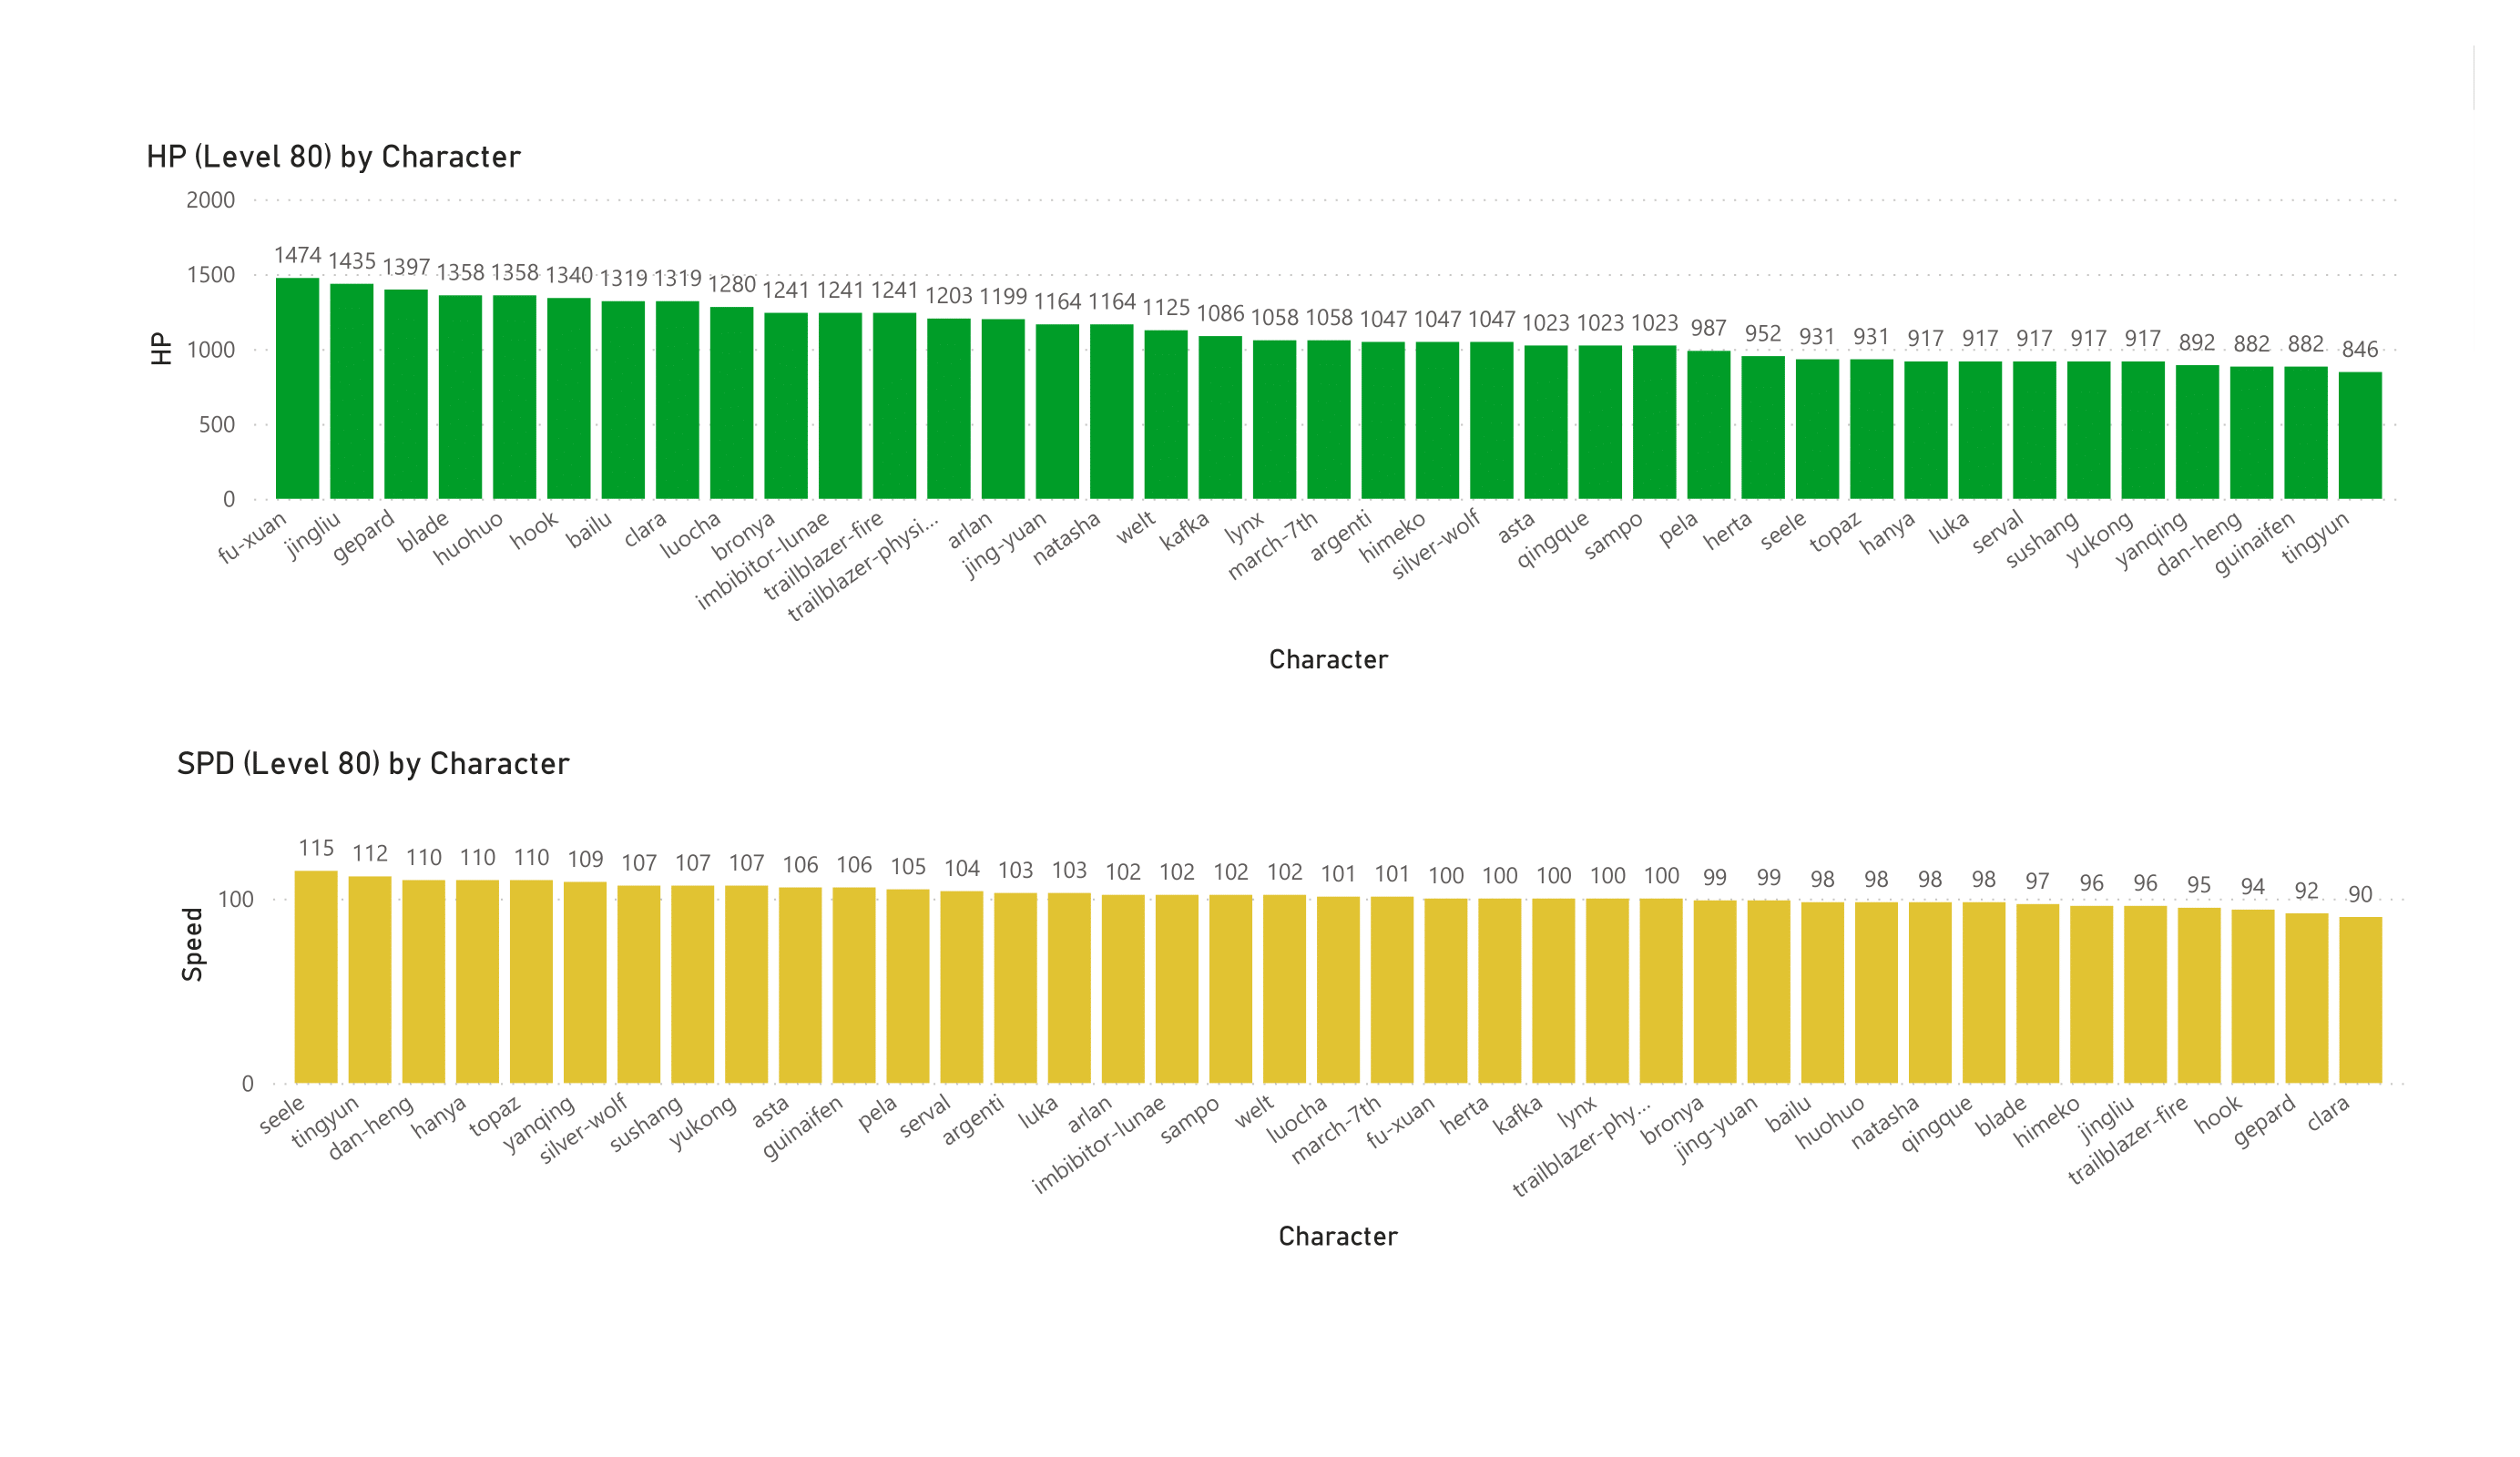 HP (Level 80) by Character
2000
1474 1435 1397 1358 1358 1340 1319 1319 1280 1241 1241 1241 1203 1199 1164 1164 1125 1086 1058 1058 1047 1047 1047 1023 1023 1023 987 952 931 931 917 917 917 917 917 892 882 882 846
1500
HP
1000
500
0
fu-xuan jingliu gepard blade huohuo hook bailu clara luocha bronya imbibitor-lunae trailblazer-fire trailblazer-physi... arlan jing-yuan natasha welt kafka lynx march-7th argenti himeko silver-wolf asta qingque sampo pela herta seele topaz hanya luka serval sushang yukong yanqing dan-heng guinaifen tingyun
Character
SPD (Level 80) by Character
115 112 110 110 110 109 107 107 107 106 106 105 104 103 103 102 102 102 102 101 101 100 100 100 100 100 99 99 98 98 98 98 97 96 96 95 94 92 90
100
Speed
0
seele tingyun dan-heng hanya topaz yanqing silver-wolf sushang yukong asta guinaifen pela serval argenti luka arlan imbibitor-lunae sampo welt luocha march-7th fu-xuan herta kafka lynx trailblazer-phy... bronya jing-yuan bailu huohuo natasha qingque blade himeko jingliu trailblazer-fire hook gepard clara
Character